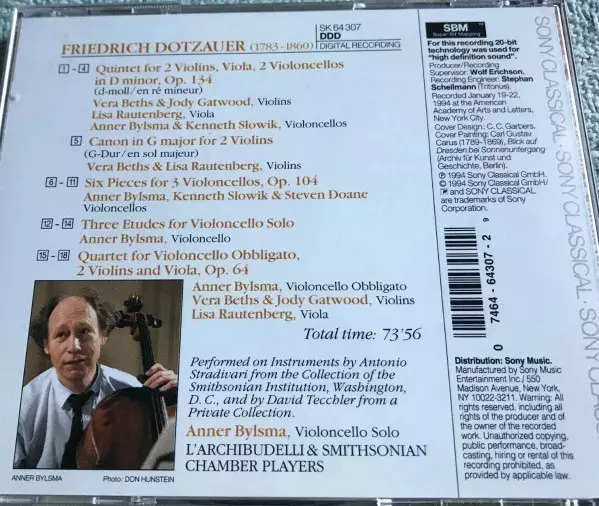 FRIEDRICH DOTZAUER (1783-1860)
SK 64 307
DDD
DIGITAL RECORDING
1 - 4 Quintet for 2 Violins, Viola, 2 Violoncellos
in D minor, Op. 134
(d-moll/en ré mineur)
Vera Beths & Jody Gatwood, Violins
Lisa Rautenberg, Viola
Anner Bylsma & Kenneth Slowik, Violoncellos
5 Canon in G major for 2 Violins
(G-Dur/en sol majeur)
Vera Beths & Lisa Rautenberg, Violins
6 - 11 Six Pieces for 3 Violoncellos, Op. 104
Anner Bylsma, Kenneth Slowik & Steven Doane
Violoncellos
12 - 14 Three Etudes for Violoncello Solo
Anner Bylsma, Violoncello
15 - 18 Quartet for Violoncello Obbligato,
2 Violins and Viola, Op. 64
Anner Bylsma, Violoncello Obbligato
Vera Beths & Jody Gatwood, Violins
Lisa Rautenberg, Viola
Total time: 73'56
Performed on Instruments by Antonio
Stradivari from the Collection of the
Smithsonian Institution, Washington,
D. C., and by David Tecchler from a
Private Collection.
Anner Bylsma, Violoncello Solo
L'ARCHIBUDELLI & SMITHSONIAN
CHAMBER PLAYERS
ANNER BYLSMA
Photo: DON HUNSTEIN
SBM™
Super Bit Mapping
For this recording 20-bit
technology was used for
"high definition sound".
Producer/Recording
Supervisor: Wolf Erichson.
Recording Engineer: Stephan
Schellmann (Tritonus).
Recorded January 19-22,
1994 at the American
Academy of Arts and Letters,
New York City.
Cover Design: C. C. Garbers.
Cover Painting: Carl Gustav
Carus (1789-1869), Blick auf
Dresden bei Sonnenuntergang
(Archiv für Kunst und
Geschichte, Berlin).
℗ 1994 Sony Classical GmbH.
© 1994 Sony Classical GmbH/
and SONY CLASSICAL
are trademarks of Sony
Corporation.
0 7464-64307-2 9
Distribution: Sony Music.
Manufactured by Sony Music
Entertainment Inc./550
Madison Avenue, New York,
NY 10022-3211. Warning: All
rights reserved, including all
rights of the producer and of
the owner of the recorded
work. Unauthorized copying,
public performance, broad-
casting, hiring or rental of this
recording prohibited, as
provided by applicable law.
SONY CLASSICAL · SONY CLASSICAL · SONY CLASS